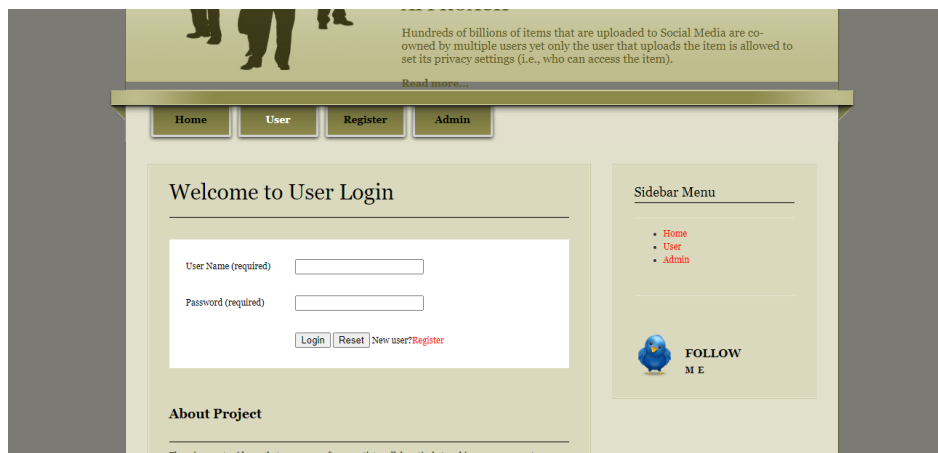 APPROACH
Hundreds of billions of items that are uploaded to Social Media are co-
owned by multiple users yet only the user that uploads the item is allowed to
set its privacy settings (i.e., who can access the item).
Read more...
Home User Register Admin
Welcome to User Login
User Name (required)
Password (required)
Login Reset New user?Register
About Project
Sidebar Menu
Home
User
Admin
FOLLOW
M E